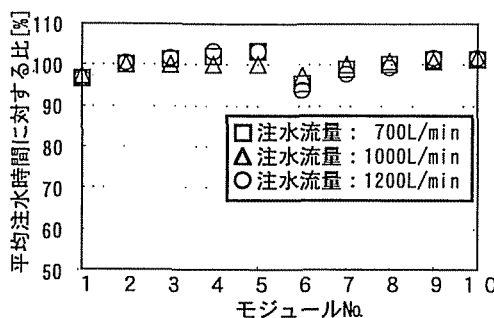 平均注水時間に対する比[%]
110
100
90
80
70
60
50
□注水流量: 700L/min
△注水流量:1000L/min
○注水流量:1200L/min
1 2 3 4 5 6 7 8 9 10
モジュールNo.